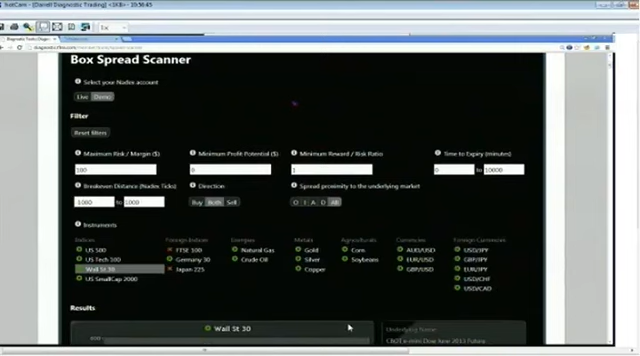 Box Spread Scanner
Select your Nadex account
Live Demo
Filter
Reset filters
Maximum Risk / Margin ($) Minimum Profit Potential ($) Minimum Reward / Risk Ratio Time to Expiry (minutes)
100 0 1 0 to 10000
Breakeven Distance (Nadex Ticks) Direction Spread proximity to the underlying market
-1000 to 1000 Buy Both Sell O I A D All
Instruments
Indices Foreign Indices Energies Metals Agriculturals Currencies Foreign Currencies
US 500 FTSE 100 Natural Gas Gold Corn AUD/USD USD/JPY
US Tech 100 Germany 30 Crude Oil Silver Soybeans EUR/USD GBP/JPY
Wall St 30 Japan 225 Copper GBP/USD EUR/JPY
US SmallCap 2000 USD/CHF
USD/CAD
Results
Wall St 30 Underlying Name
CBOT e-mini Dow June 2013 Future